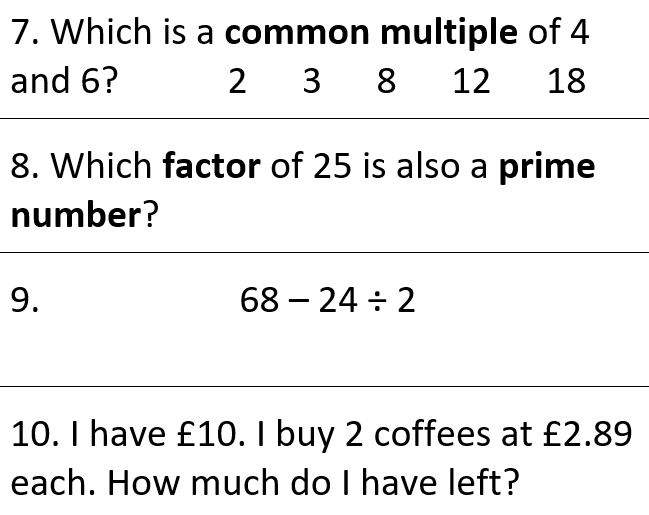 7. Which is a common multiple of 4
and 6? 2 3 8 12 18
8. Which factor of 25 is also a prime
number?
9. 68 – 24 ÷ 2
10. I have £10. I buy 2 coffees at £2.89
each. How much do I have left?